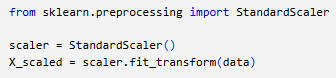 from sklearn.preprocessing import StandardScaler

scaler = StandardScaler()
X_scaled = scaler.fit_transform(data)